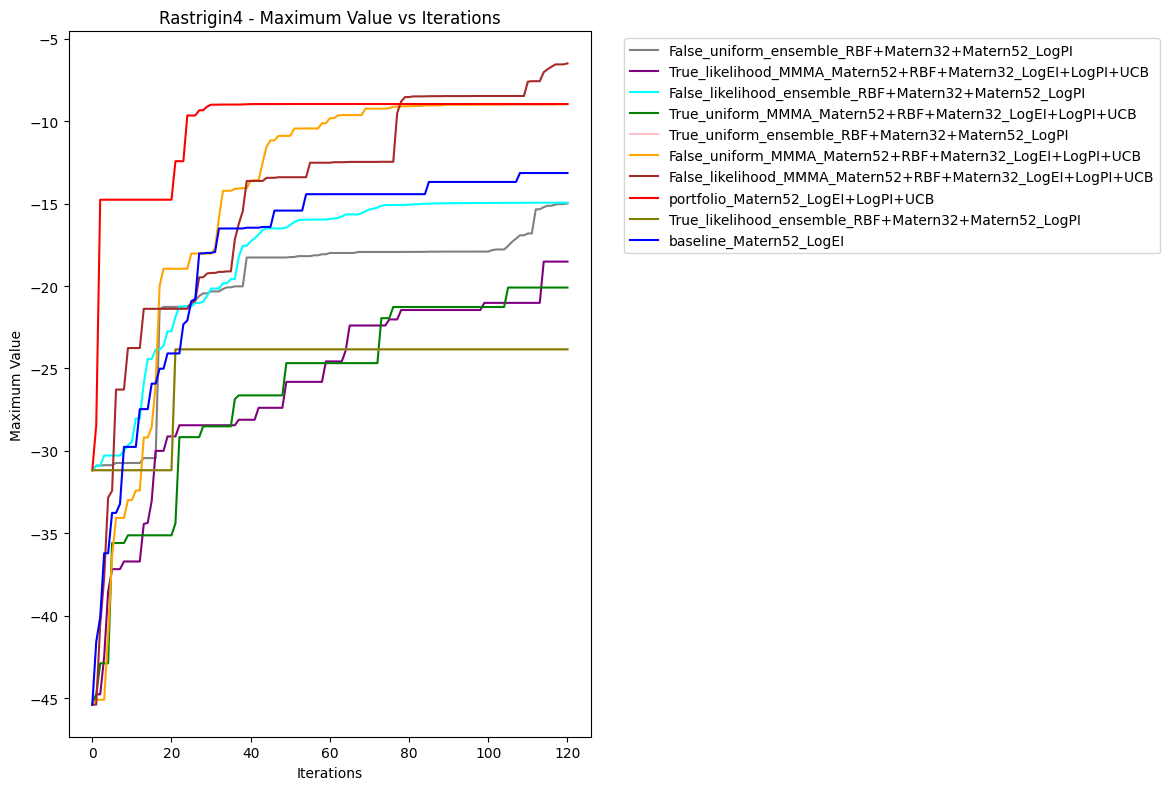 Rastrigin4 - Maximum Value vs Iterations
Maximum Value
−5
−10
−15
−20
−25
−30
−35
−40
−45
0
20
40
60
80
100
120
Iterations
False_uniform_ensemble_RBF+Matern32+Matern52_LogPI
True_likelihood_MMMA_Matern52+RBF+Matern32_LogEI+LogPI+UCB
False_likelihood_ensemble_RBF+Matern32+Matern52_LogPI
True_uniform_MMMA_Matern52+RBF+Matern32_LogEI+LogPI+UCB
True_uniform_ensemble_RBF+Matern32+Matern52_LogPI
False_uniform_MMMA_Matern52+RBF+Matern32_LogEI+LogPI+UCB
False_likelihood_MMMA_Matern52+RBF+Matern32_LogEI+LogPI+UCB
portfolio_Matern52_LogEI+LogPI+UCB
True_likelihood_ensemble_RBF+Matern32+Matern52_LogPI
baseline_Matern52_LogEI